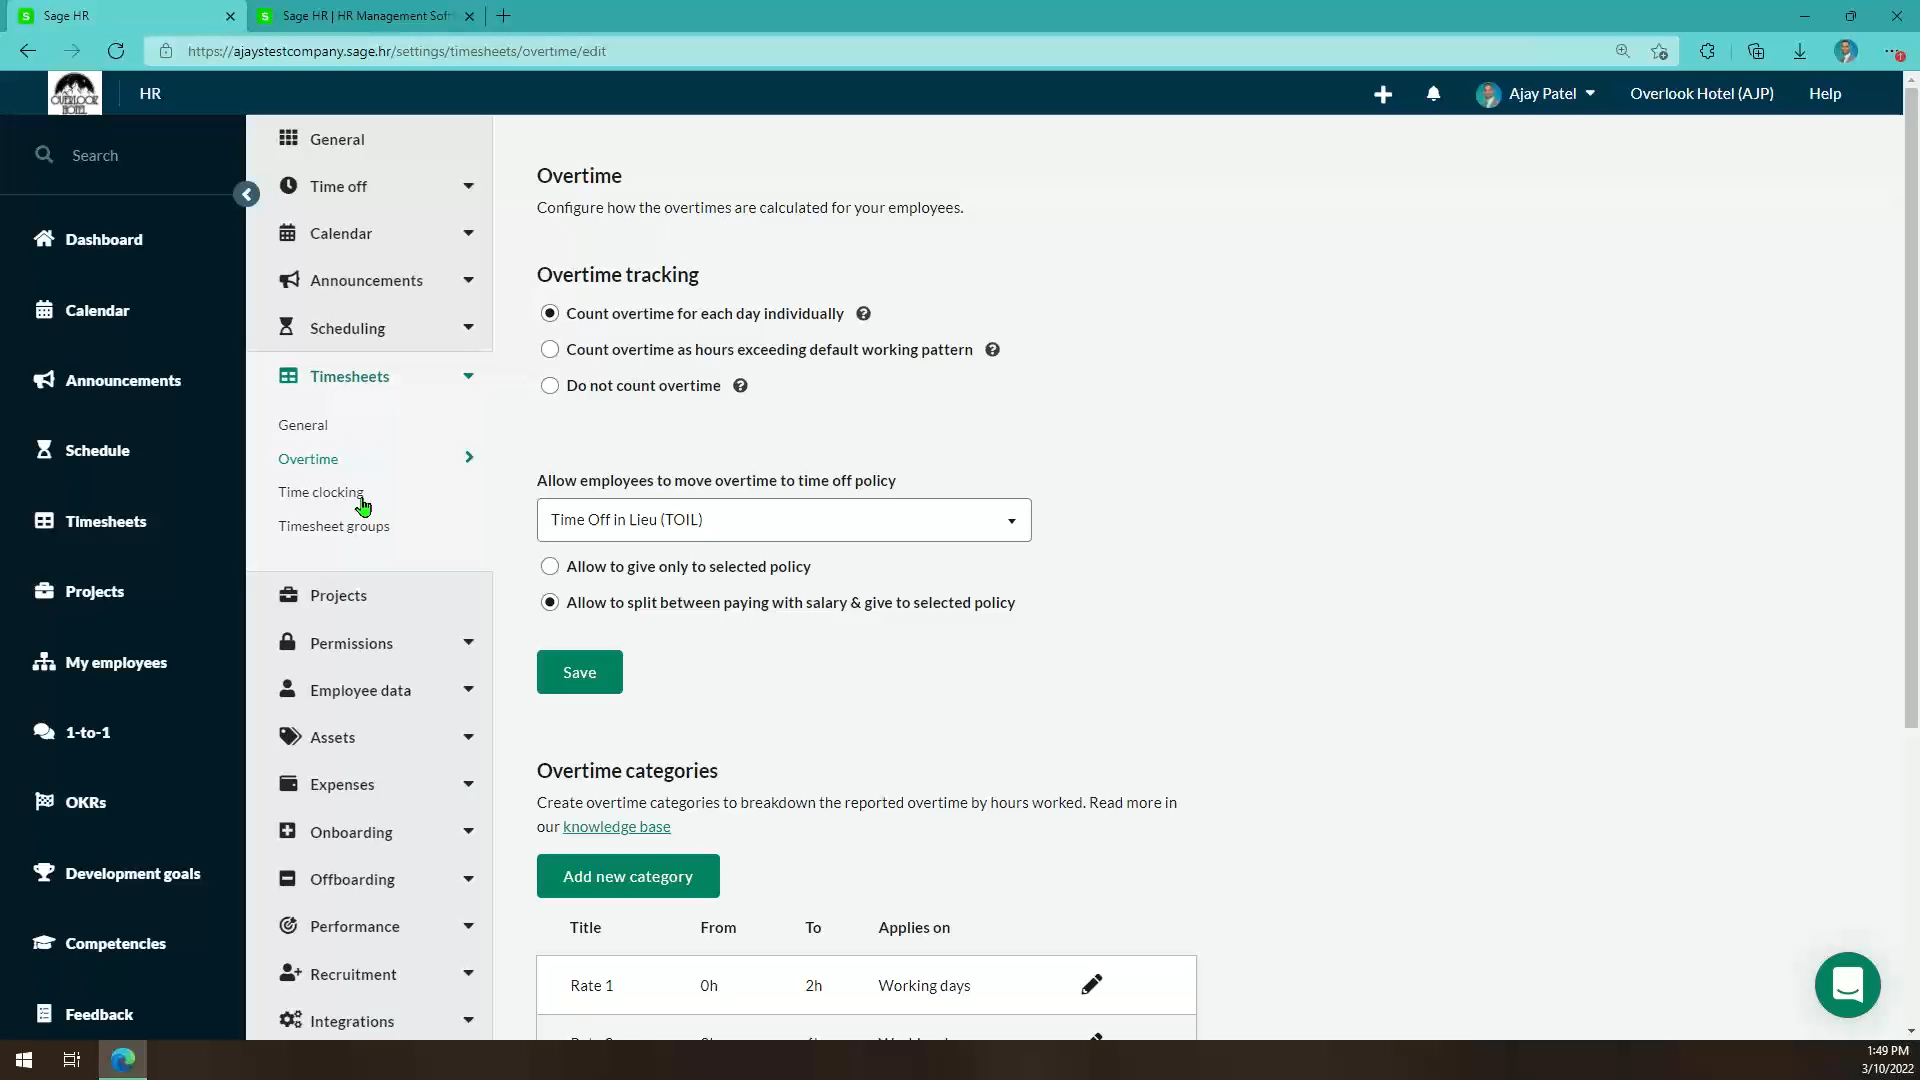 Sage HR
Sage HR | HR Management Soft
https://ajaystestcompany.sage.hr/settings/timesheets/overtime/edit
OVERLOOK
HOTEL
HR
Ajay Patel
Overlook Hotel (AJP)
Help
Search
Dashboard
Calendar
Announcements
Schedule
Timesheets
Projects
My employees
1-to-1
OKRs
Development goals
Competencies
Feedback
General
Time off
Calendar
Announcements
Scheduling
Timesheets
General
Overtime
Time clocking
Timesheet groups
Projects
Permissions
Employee data
Assets
Expenses
Onboarding
Offboarding
Performance
Recruitment
Integrations
Overtime
Configure how the overtimes are calculated for your employees.
Overtime tracking
Count overtime for each day individually
Count overtime as hours exceeding default working pattern
Do not count overtime
Allow employees to move overtime to time off policy
Time Off in Lieu (TOIL)
Allow to give only to selected policy
Allow to split between paying with salary & give to selected policy
Save
Overtime categories
Create overtime categories to breakdown the reported overtime by hours worked. Read more in
our knowledge base
Add new category
Title From To Applies on
Rate 1 0h 2h Working days
1:49 PM
3/10/2022